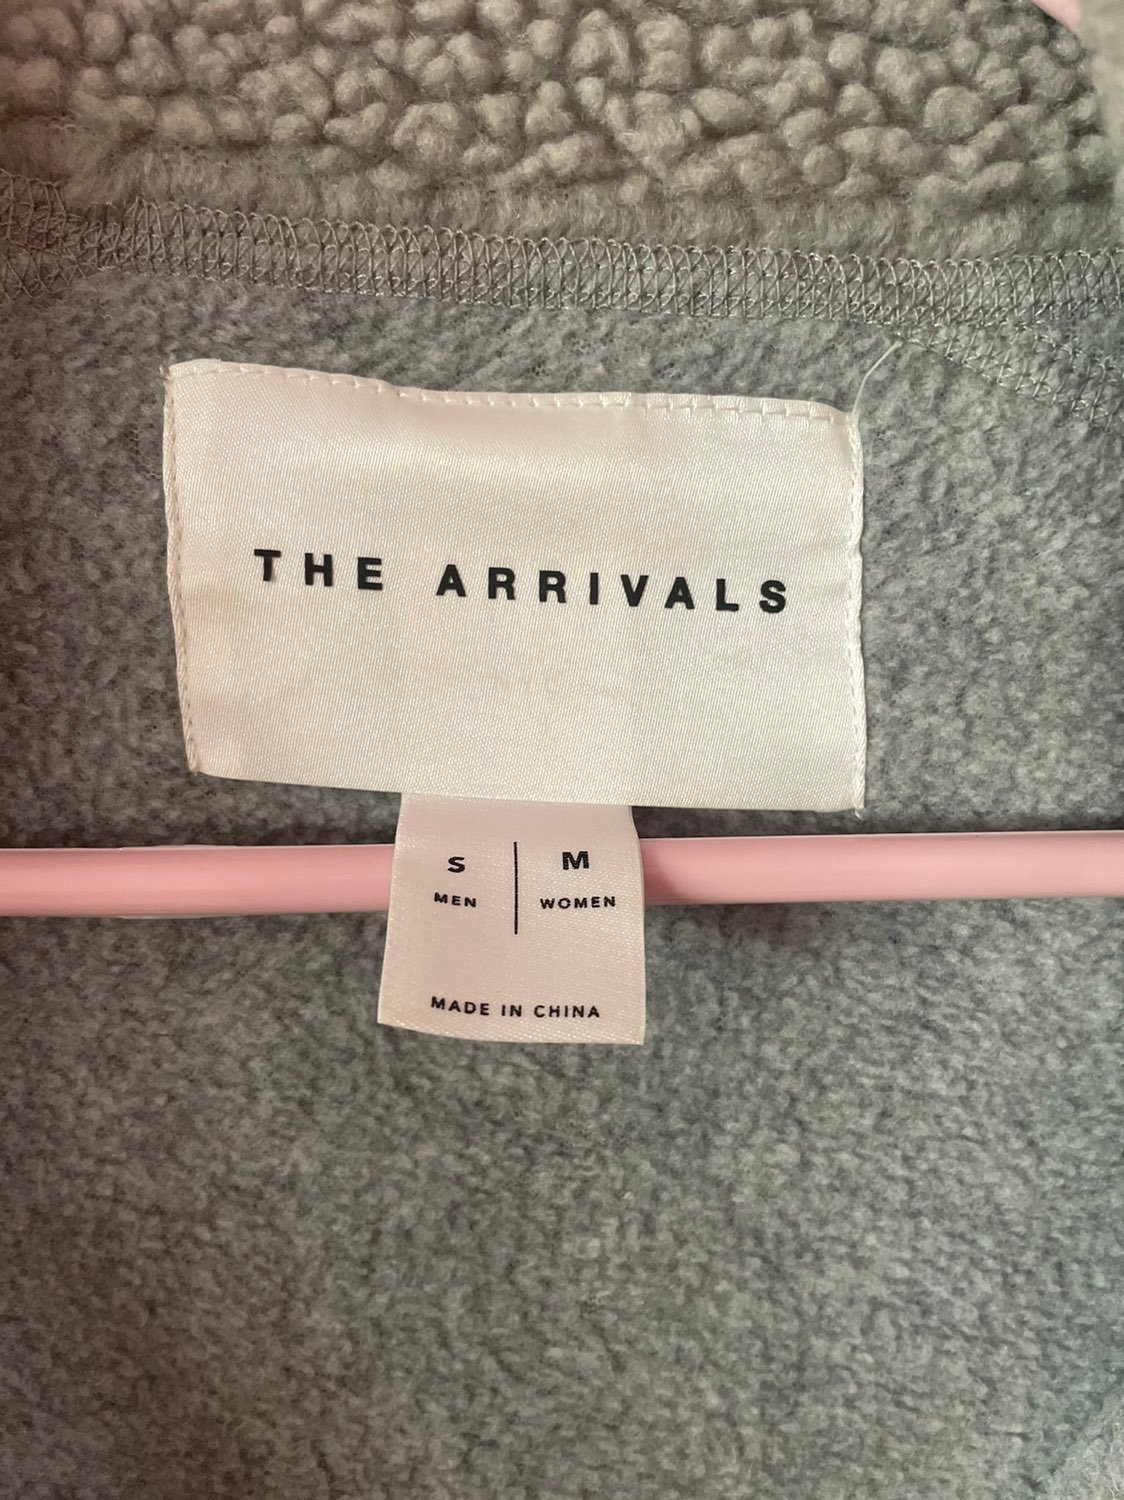 THE ARRIVALS
S | M
MEN WOMEN
MADE IN CHINA